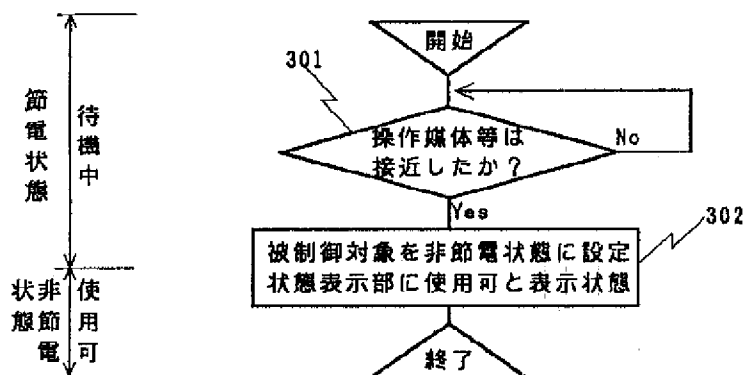 節電状態
待機中
開始
301
操作媒体等は
接近したか？
No
Yes
302
被制御対象を非節電状態に設定
状態表示部に使用可と表示状態
非節電状態
使用可
終了